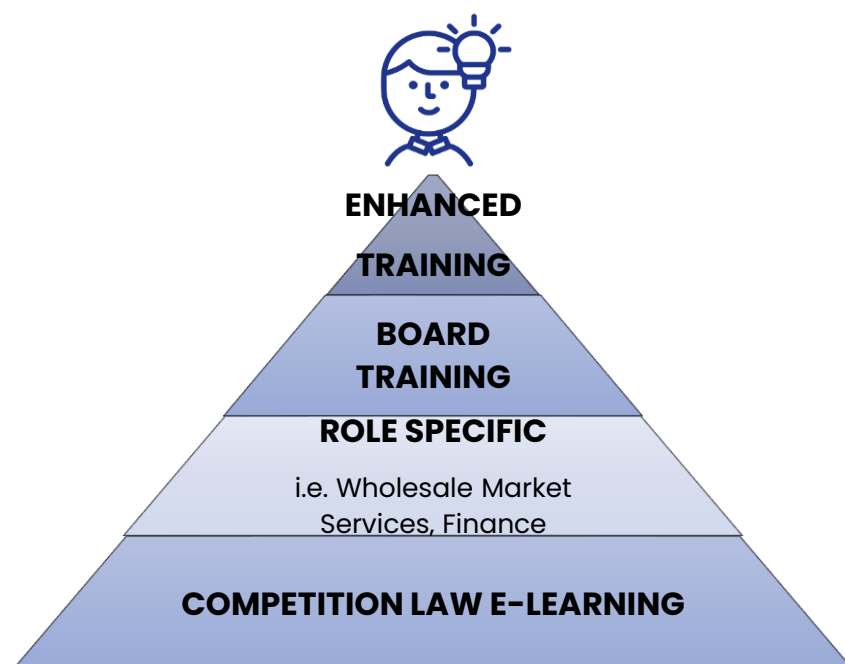 ENHANCED
TRAINING
BOARD
TRAINING
ROLE SPECIFIC
i.e. Wholesale Market
Services, Finance
COMPETITION LAW E-LEARNING